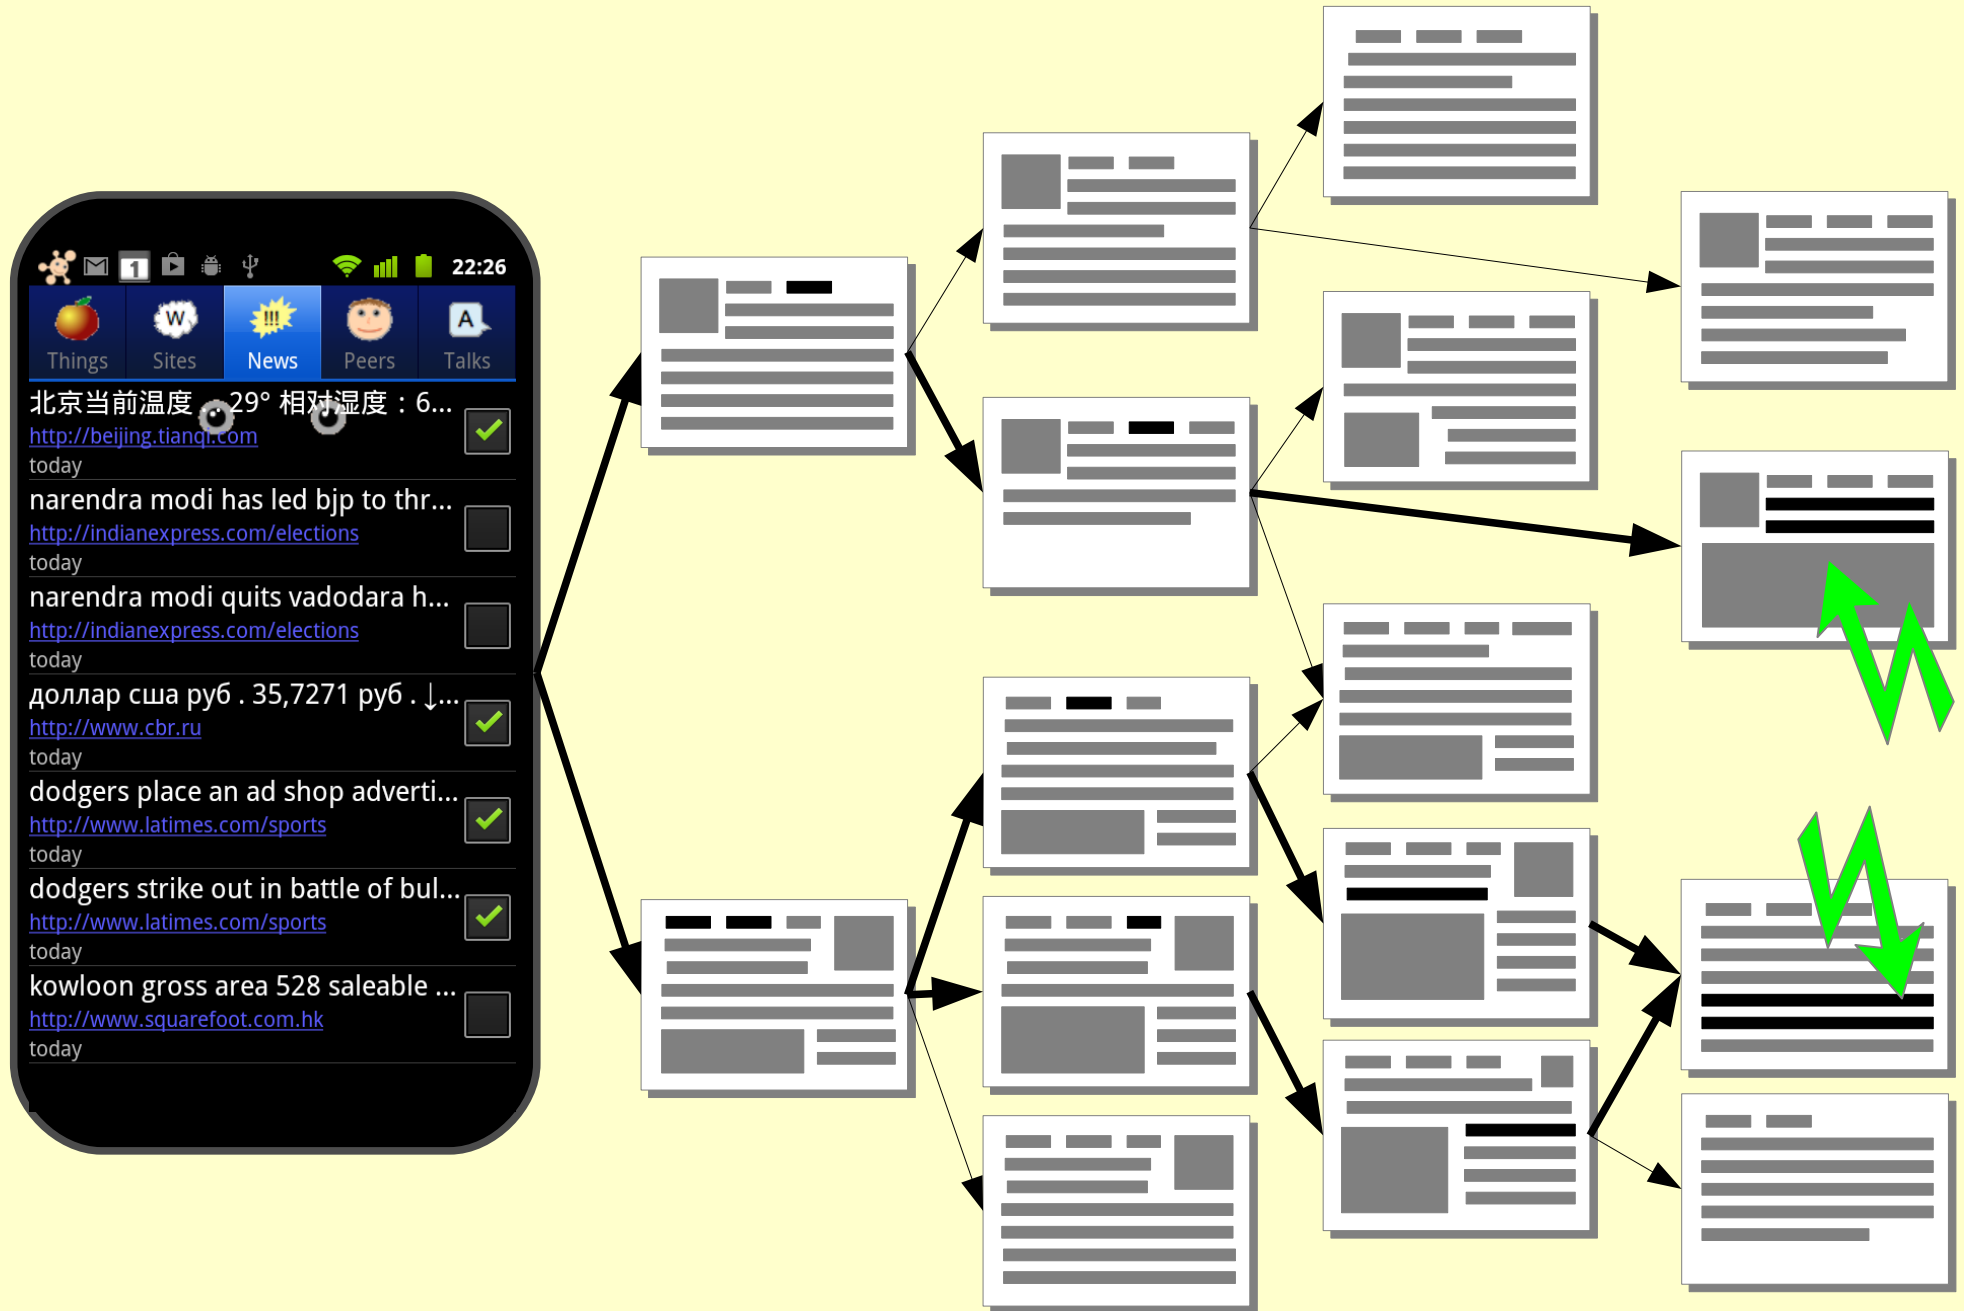 1
22:26
W
!!!
A
Things
Sites
News
Peers
Talks
北京当前温度 . . 29° 相对湿度：6...
http://beijing.tianqi.com
today
narendra modi has led bjp to thr...
http://indianexpress.com/elections
today
narendra modi quits vadodara h...
http://indianexpress.com/elections
today
доллар сша руб . 35,7271 руб . ↓...
http://www.cbr.ru
today
dodgers place an ad shop adverti...
http://www.latimes.com/sports
today
dodgers strike out in battle of bul...
http://www.latimes.com/sports
today
kowloon gross area 528 saleable ...
http://www.squarefoot.com.hk
today